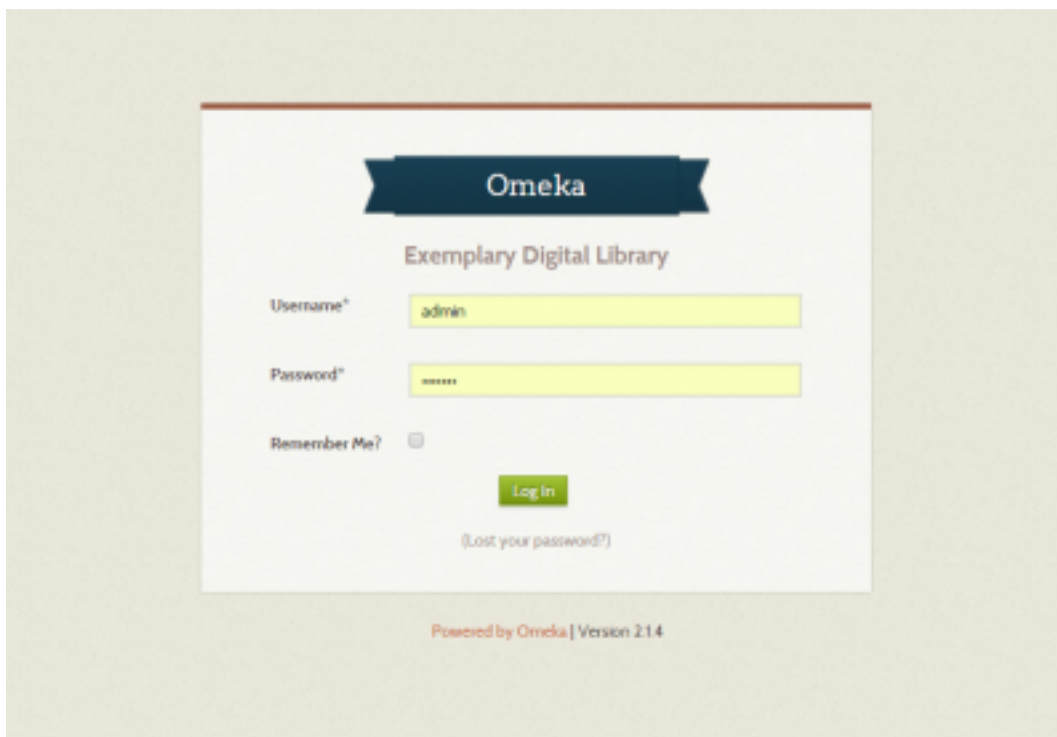 Omeka
Exemplary Digital Library
Username*
admin
Password*
•••••••
Remember Me?
Log In
(Lost your password?)
Powered by Omeka | Version 2.1.4